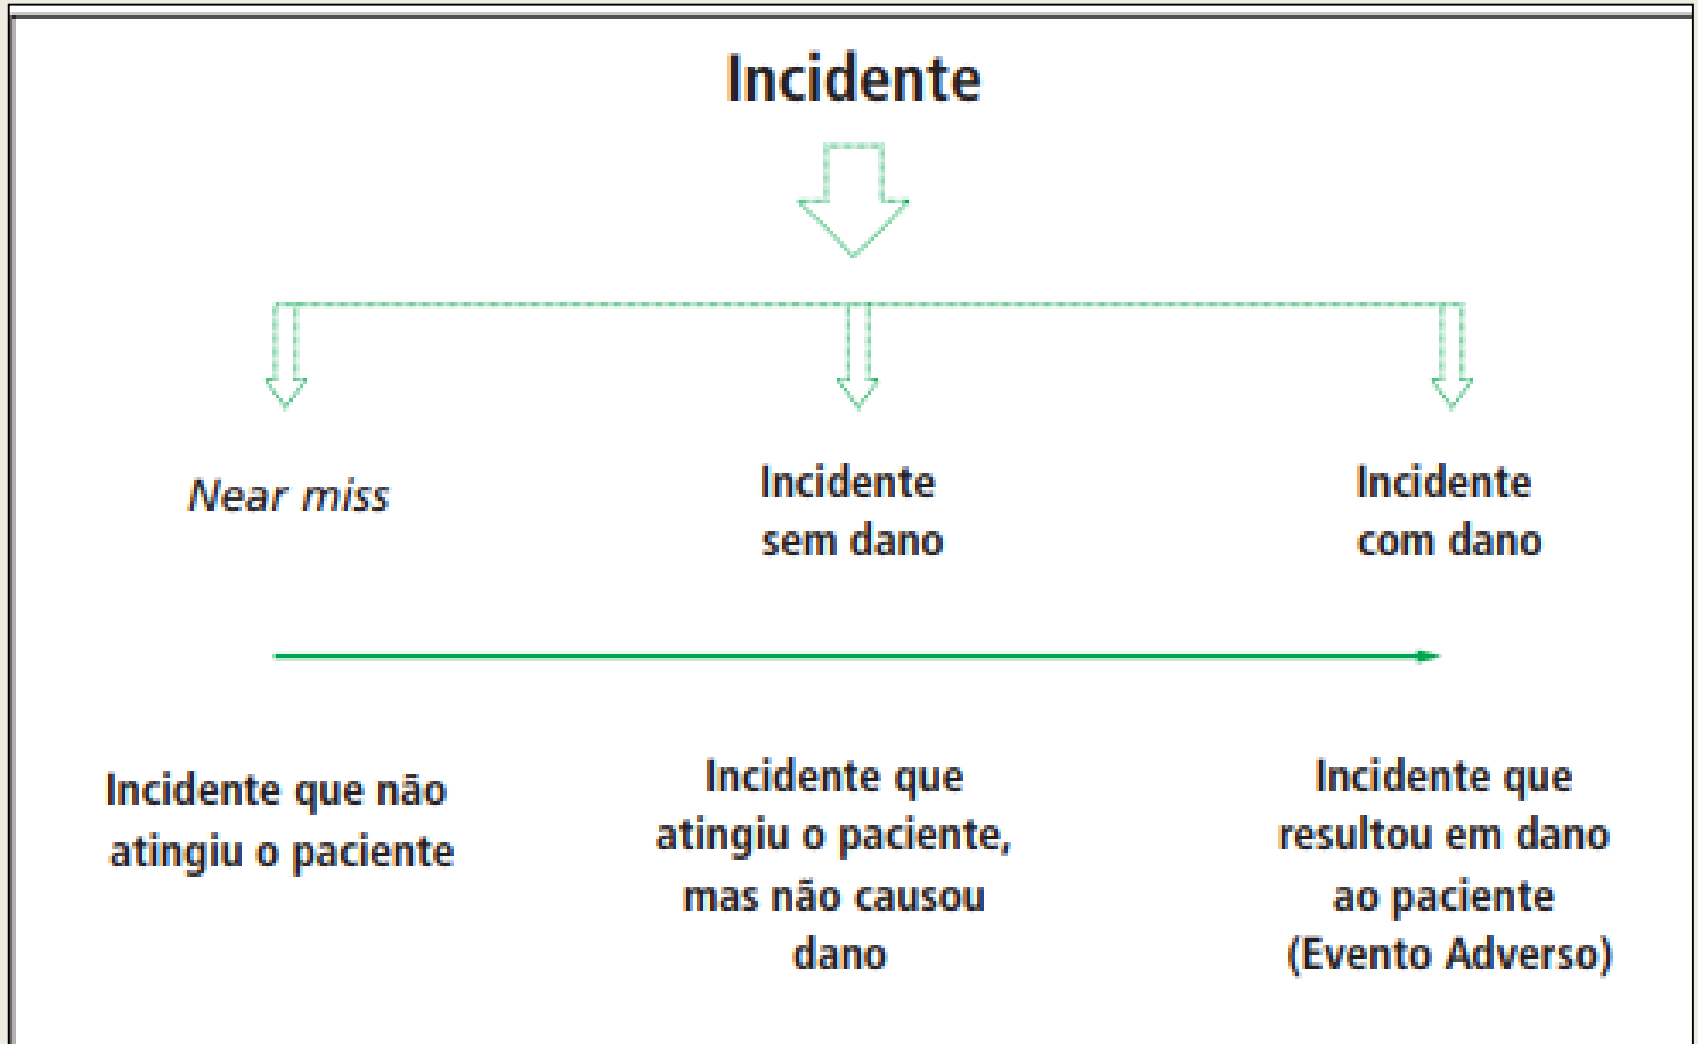 Incidente
Near miss
Incidente
sem dano
Incidente
com dano
Incidente que não
atingiu o paciente
Incidente que
atingiu o paciente,
mas não causou
dano
Incidente que
resultou em dano
ao paciente
(Evento Adverso)